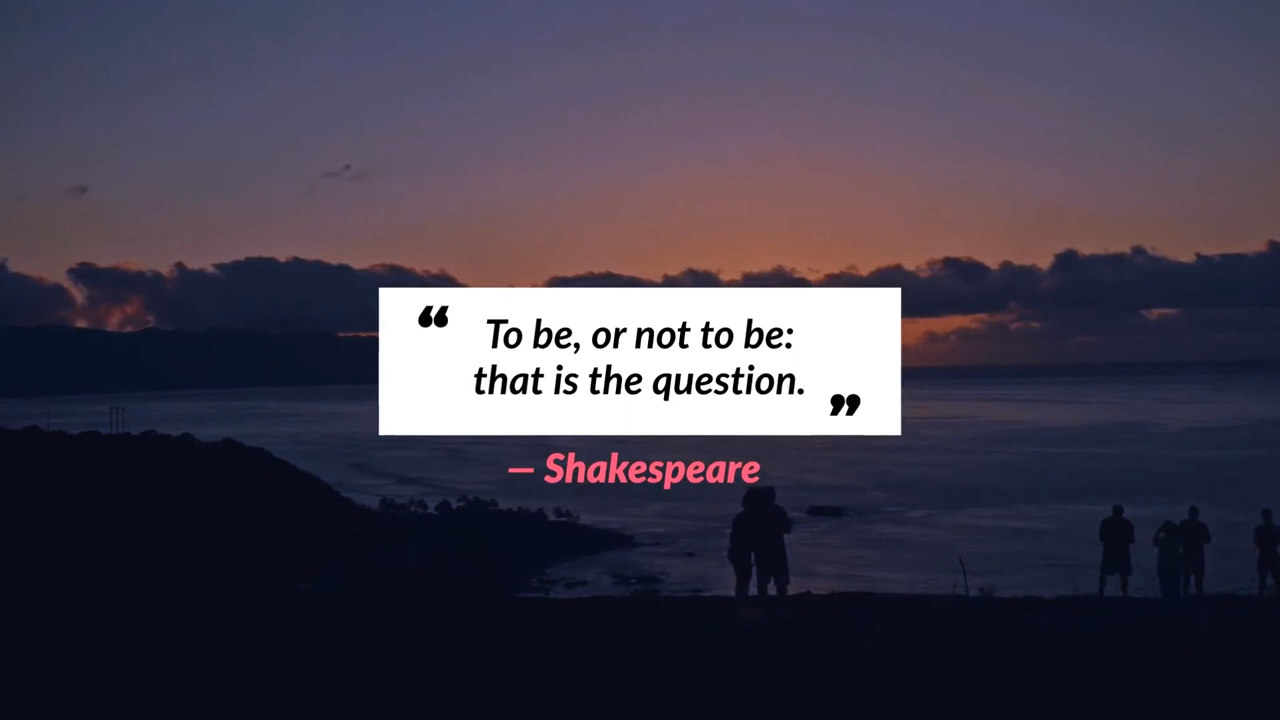 “ To be, or not to be:
that is the question. ”
— Shakespeare